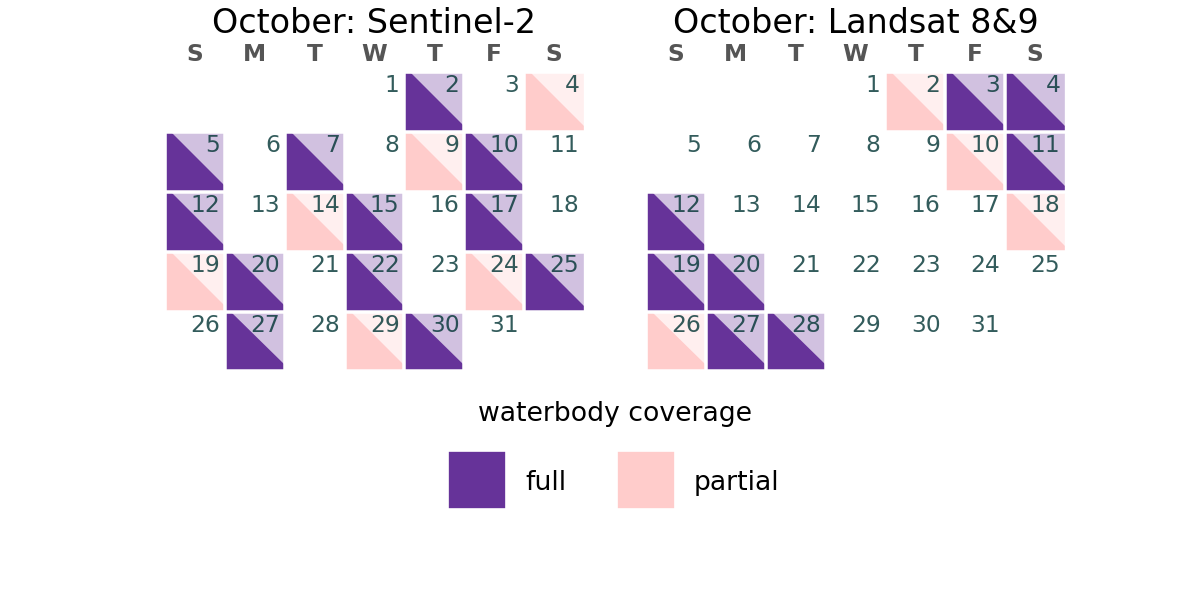 October: Sentinel-2
S M T W T F S
1 2 3 4
5 6 7 8 9 10 11
12 13 14 15 16 17 18
19 20 21 22 23 24 25
26 27 28 29 30 31
October: Landsat 8&9
S M T W T F S
1 2 3 4
5 6 7 8 9 10 11
12 13 14 15 16 17 18
19 20 21 22 23 24 25
26 27 28 29 30 31
waterbody coverage
full partial